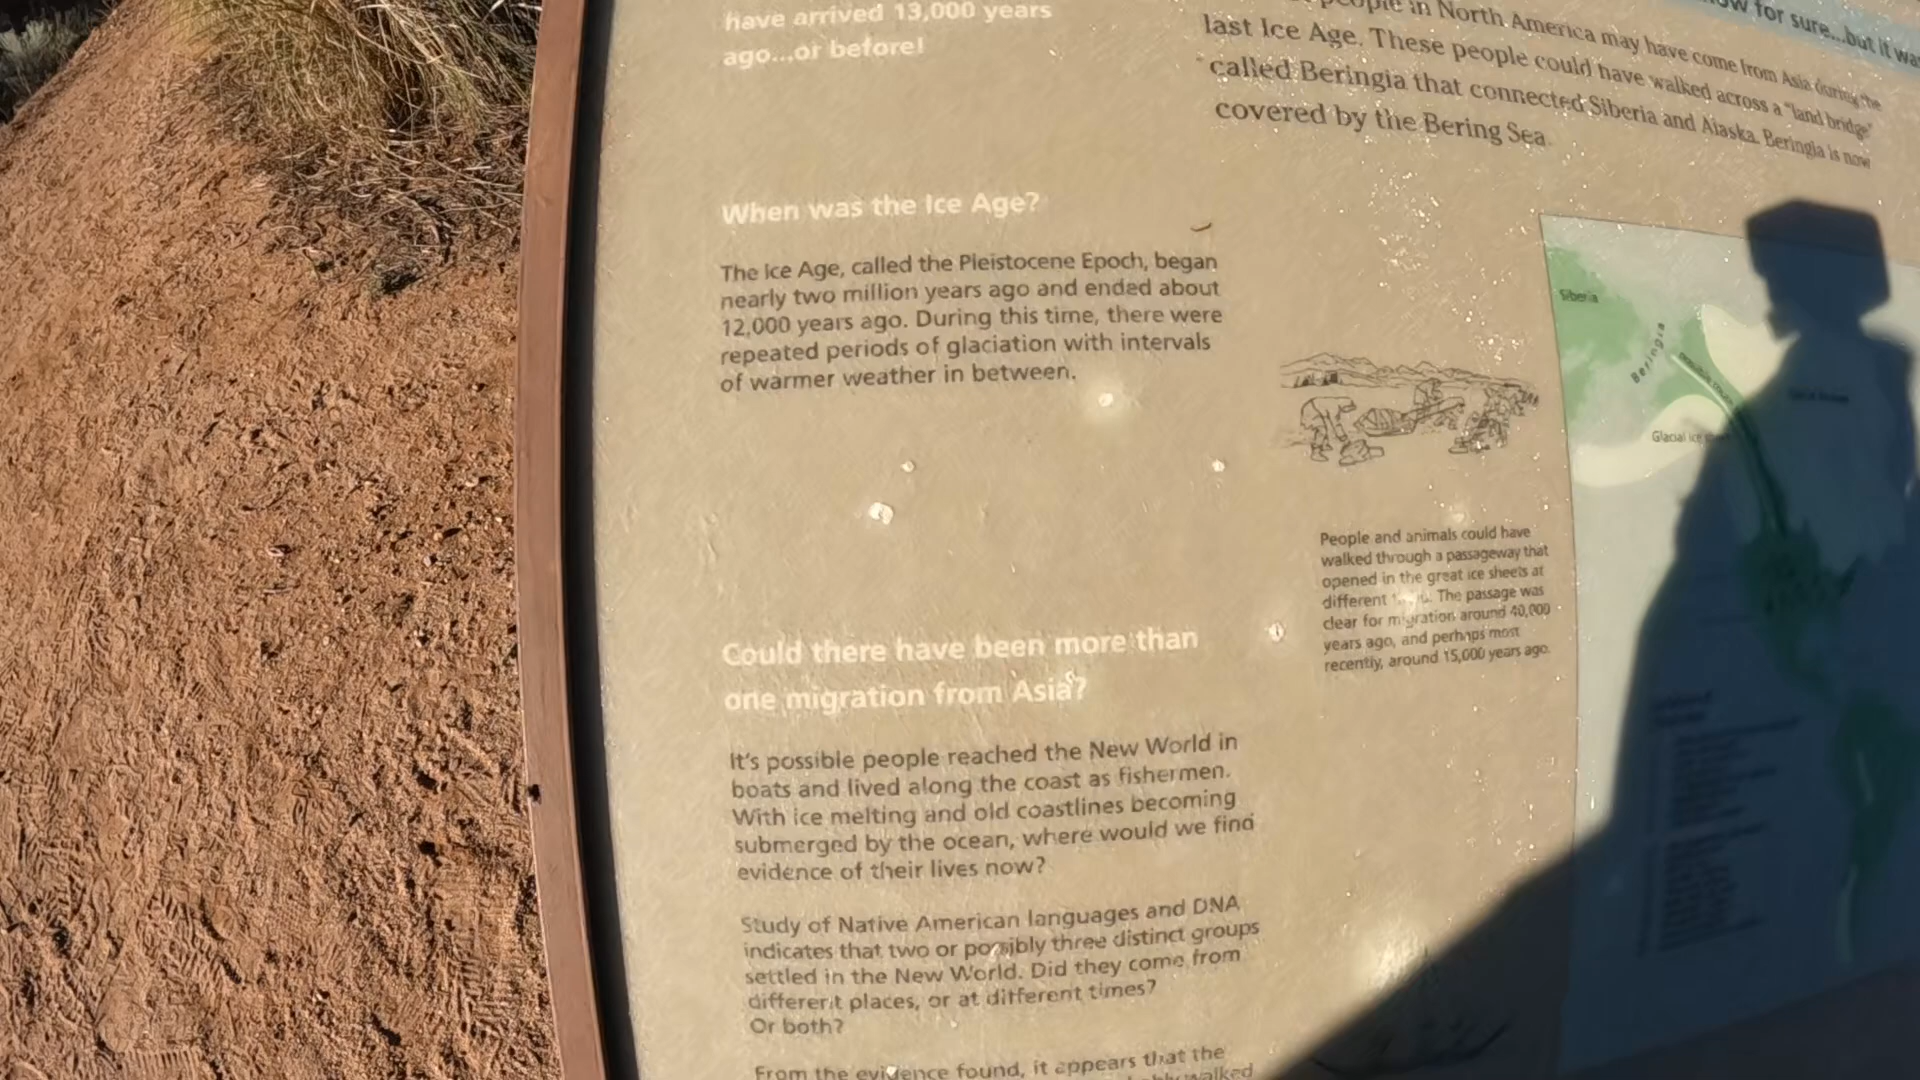 have arrived 13,000 years
ago...or before!
When was the Ice Age?
The Ice Age, called the Pleistocene Epoch, began
nearly two million years ago and ended about
12,000 years ago. During this time, there were
repeated periods of glaciation with intervals
of warmer weather in between.
Could there have been more than
one migration from Asia?
It's possible people reached the New World in
boats and lived along the coast as fishermen.
With ice melting and old coastlines becoming
submerged by the ocean, where would we find
evidence of their lives now?
Study of Native American languages and DNA
indicates that two or possibly three distinct groups
settled in the New World. Did they come from
different places, or at different times?
Or both?
From the evidence found, it appears that the
walked
for sure...but it was
people in North America may have come from Asia during the
last Ice Age. These people could have walked across a "land bridge"
called Beringia that connected Siberia and Alaska. Beringia is now
covered by the Bering Sea.
People and animals could have
walked through a passageway that
opened in the great ice sheets at
different The passage was
clear for migration around 40,000
years ago, and perhaps most
recently, around 15,000 years ago.
Siberia
Beringia
Glacial ice